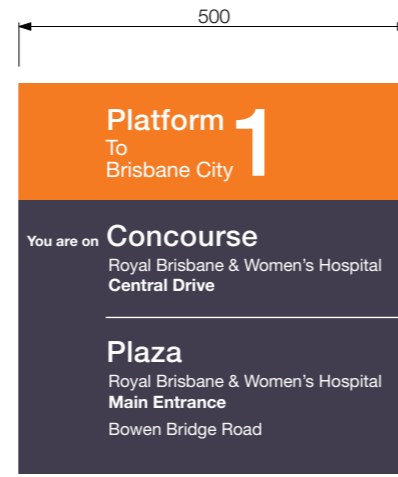 500
Platform 1
To
Brisbane City
You are on Concourse
Royal Brisbane & Women's Hospital
Central Drive
Plaza
Royal Brisbane & Women's Hospital
Main Entrance
Bowen Bridge Road